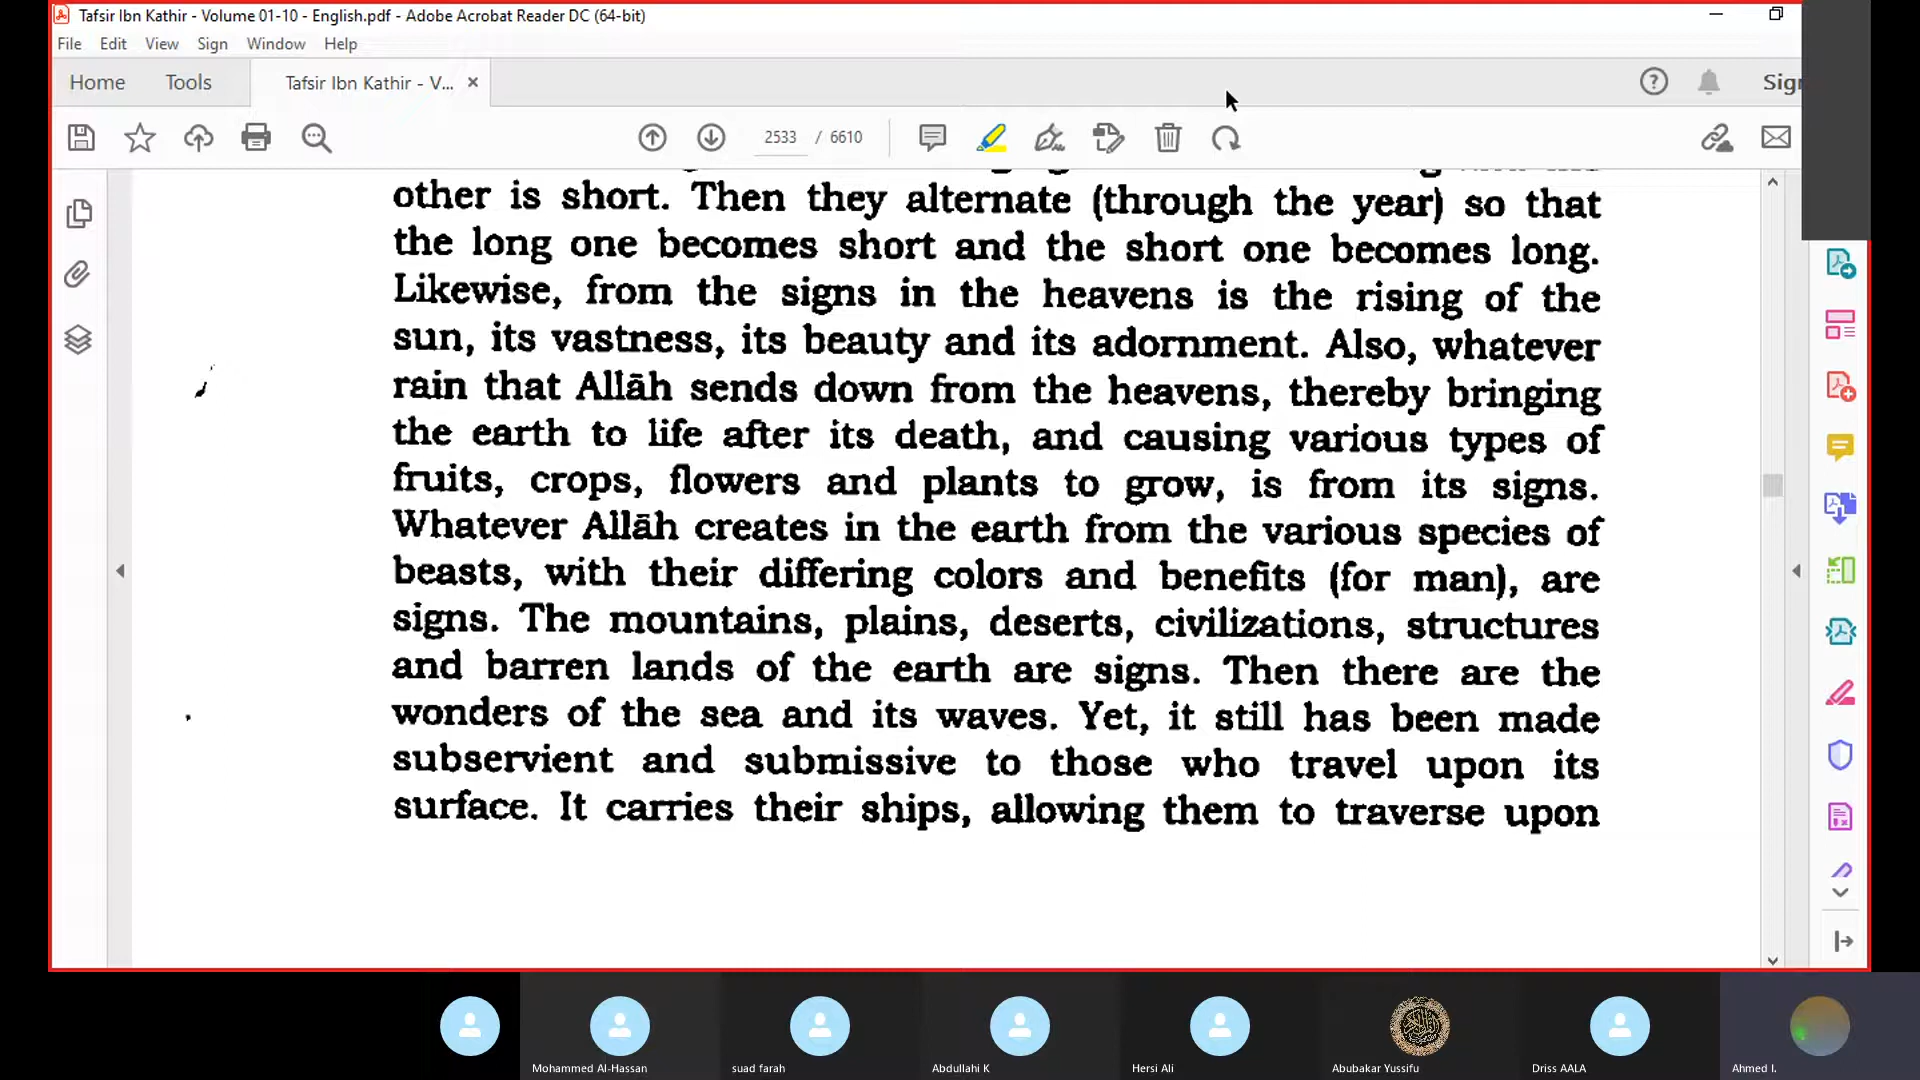 Tafsir Ibn Kathir - Volume 01-10 - English.pdf - Adobe Acrobat Reader DC (64-bit)
File Edit View Sign Window Help
Home Tools Tafsir Ibn Kathir - V...
2533 / 6610
other is short. Then they alternate (through the year) so that
the long one becomes short and the short one becomes long.
Likewise, from the signs in the heavens is the rising of the
sun, its vastness, its beauty and its adornment. Also, whatever
rain that Allāh sends down from the heavens, thereby bringing
the earth to life after its death, and causing various types of
fruits, crops, flowers and plants to grow, is from its signs.
Whatever Allāh creates in the earth from the various species of
beasts, with their differing colors and benefits (for man), are
signs. The mountains, plains, deserts, civilizations, structures
and barren lands of the earth are signs. Then there are the
wonders of the sea and its waves. Yet, it still has been made
subservient and submissive to those who travel upon its
surface. It carries their ships, allowing them to traverse upon
Mohammed Al-Hassan suad farah Abdullahi K Hersi Ali Abubakar Yussifu Driss AALA Ahmed I.